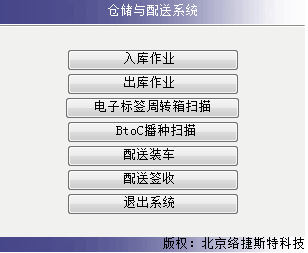 仓储与配送系统
入库作业
出库作业
电子标签周转箱扫描
BtoC播种扫描
配送装车
配送签收
退出系统
版权：北京络捷斯特科技